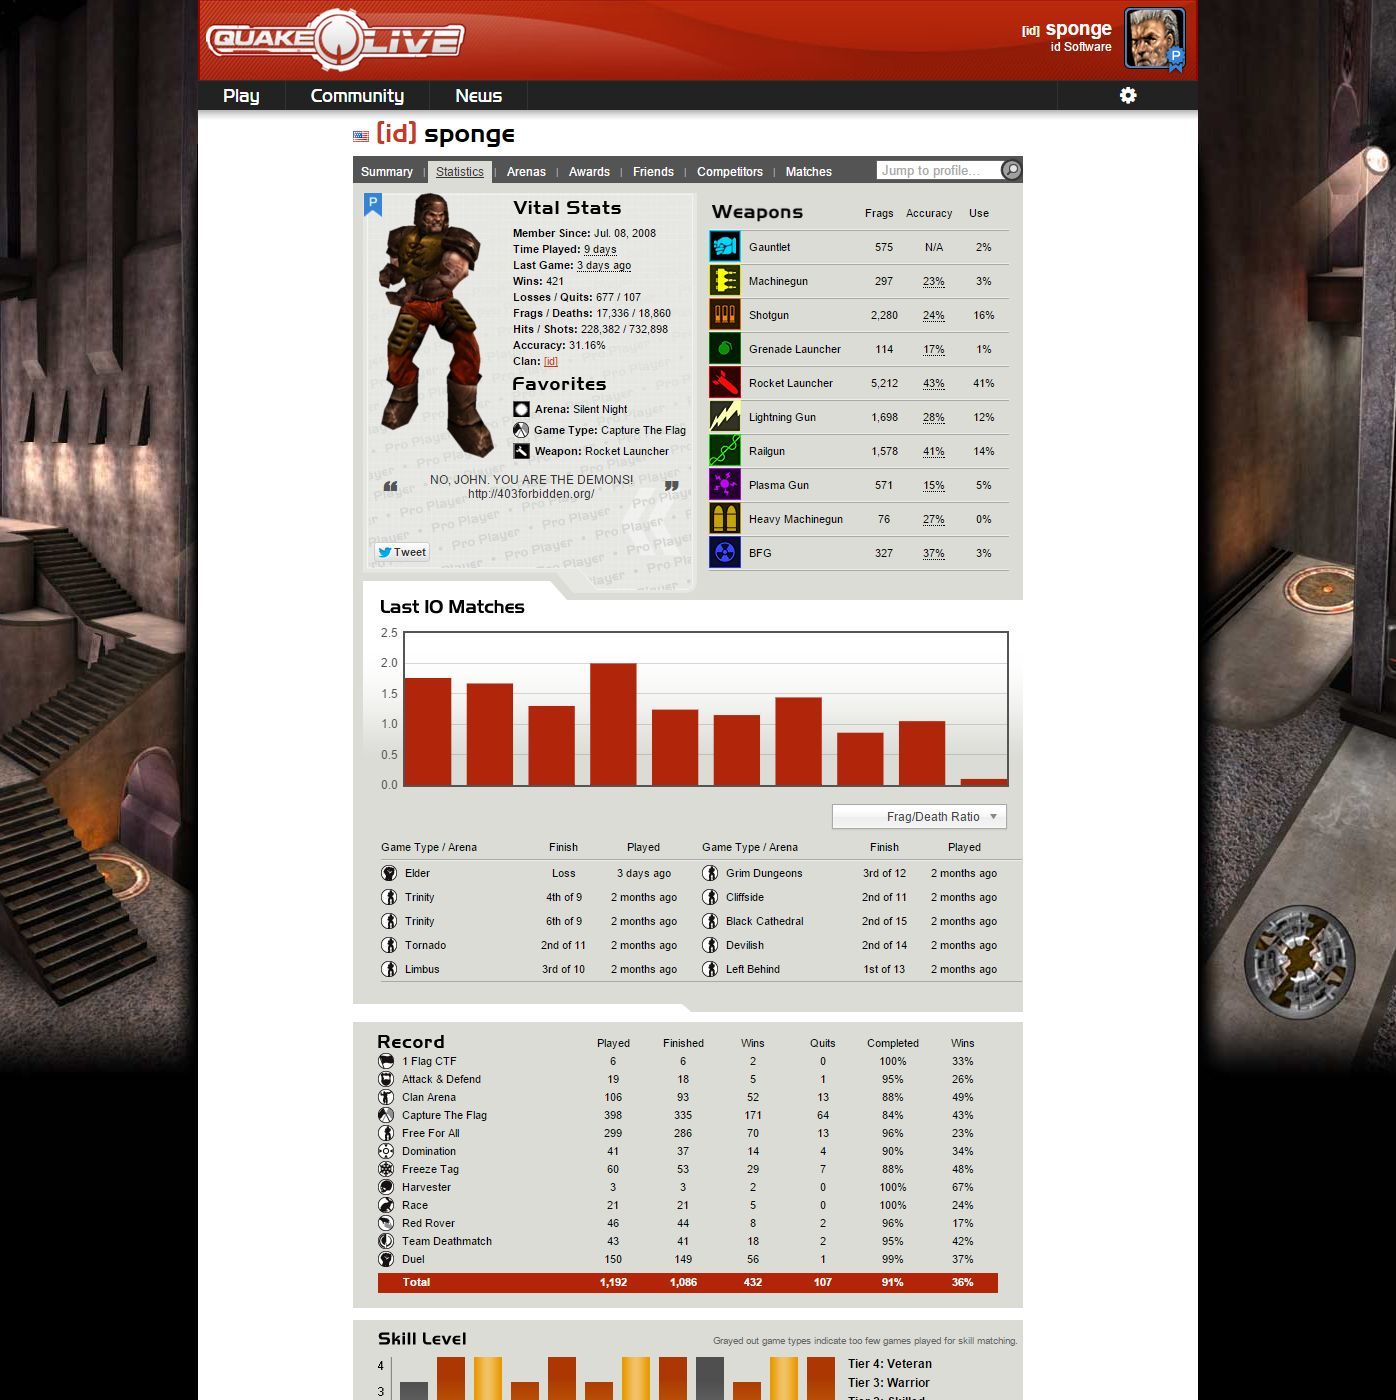 QUAKE LIVE
[id] sponge
id Software
P
Play Community News
[id] sponge
Summary | Statistics | Arenas | Awards | Friends | Competitors | Matches Jump to profile...
P
Vital Stats
Member Since: Jul. 08, 2008
Time Played: 9 days
Last Game: 3 days ago
Wins: 421
Losses / Quits: 677 / 107
Frags / Deaths: 17,336 / 18,860
Hits / Shots: 228,382 / 732,898
Accuracy: 31.16%
Clan: [id]
Favorites
Arena: Silent Night
Game Type: Capture The Flag
Weapon: Rocket Launcher
“ NO, JOHN. YOU ARE THE DEMONS! ”
http://403forbidden.org/
Pro Player
Tweet
Weapons Frags Accuracy Use
Gauntlet 575 N/A 2%
Machinegun 297 23% 3%
Shotgun 2,280 24% 16%
Grenade Launcher 114 17% 1%
Rocket Launcher 5,212 43% 41%
Lightning Gun 1,698 28% 12%
Railgun 1,578 41% 14%
Plasma Gun 571 15% 5%
Heavy Machinegun 76 27% 0%
BFG 327 37% 3%
Last 10 Matches
2.5
2.0
1.5
1.0
0.5
0.0
Frag/Death Ratio
Game Type / Arena Finish Played Game Type / Arena Finish Played
Elder Loss 3 days ago Grim Dungeons 3rd of 12 2 months ago
Trinity 4th of 9 2 months ago Cliffside 2nd of 11 2 months ago
Trinity 6th of 9 2 months ago Black Cathedral 2nd of 15 2 months ago
Tornado 2nd of 11 2 months ago Devilish 2nd of 14 2 months ago
Limbus 3rd of 10 2 months ago Left Behind 1st of 13 2 months ago
Record Played Finished Wins Quits Completed Wins
1 Flag CTF 6 6 2 0 100% 33%
Attack & Defend 19 18 5 1 95% 26%
Clan Arena 106 93 52 13 88% 49%
Capture The Flag 398 335 171 64 84% 43%
Free For All 299 286 70 13 96% 23%
Domination 41 37 14 4 90% 34%
Freeze Tag 60 53 29 7 88% 48%
Harvester 3 3 2 0 100% 67%
Race 21 21 5 0 100% 24%
Red Rover 46 44 8 2 96% 17%
Team Deathmatch 43 41 18 2 95% 42%
Duel 150 149 56 1 99% 37%
Total 1,192 1,086 432 107 91% 36%
Skill Level Grayed out game types indicate too few games played for skill matching.
4
3
Tier 4: Veteran
Tier 3: Warrior